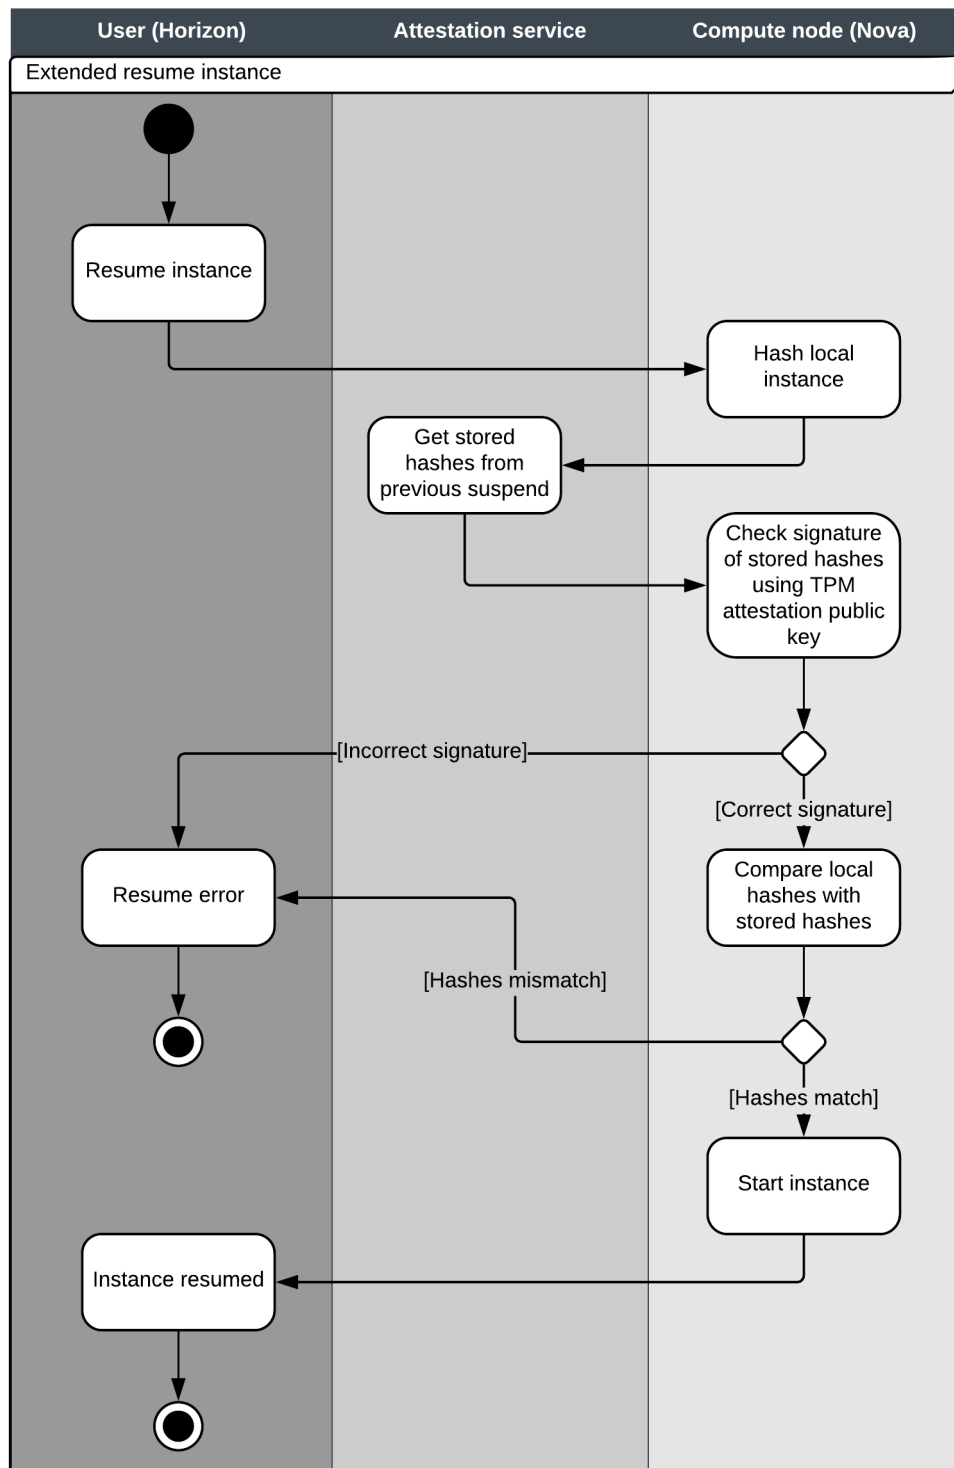 User (Horizon)
Attestation service
Compute node (Nova)
Extended resume instance
Resume instance
Hash local
instance
Get stored
hashes from
previous suspend
Check signature
of stored hashes
using TPM
attestation public
key
[Incorrect signature]
[Correct signature]
Resume error
Compare local
hashes with
stored hashes
[Hashes mismatch]
[Hashes match]
Start instance
Instance resumed